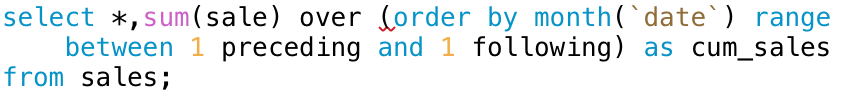 select *,sum(sale) over (order by month(`date`) range
between 1 preceding and 1 following) as cum_sales
from sales;